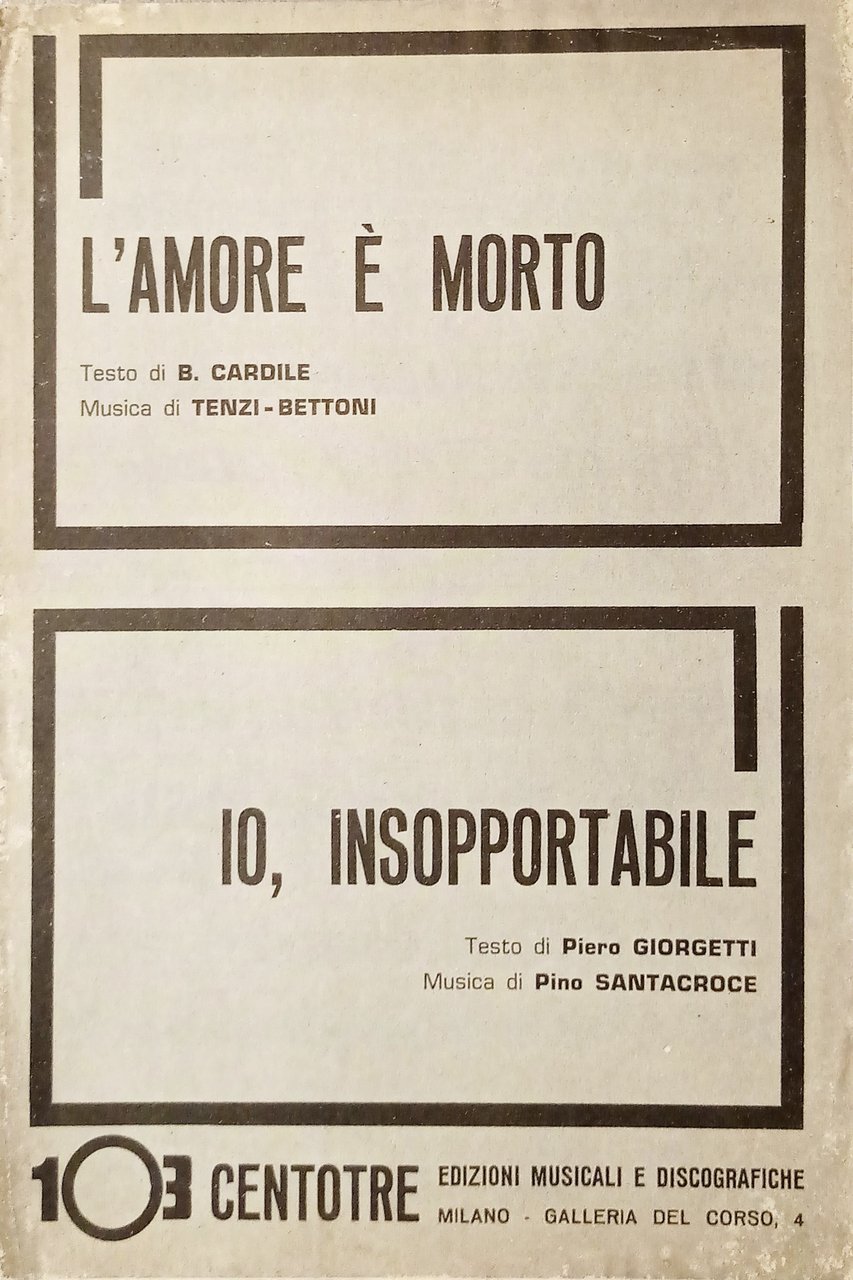 L'AMORE È MORTO
Testo di B. CARDILE
Musica di TENZI-BETTONI
IO, INSOPPORTABILE
Testo di Piero GIORGETTI
Musica di Pino SANTACROCE
103 CENTOTRE EDIZIONI MUSICALI E DISCOGRAFICHE
MILANO - GALLERIA DEL CORSO, 4